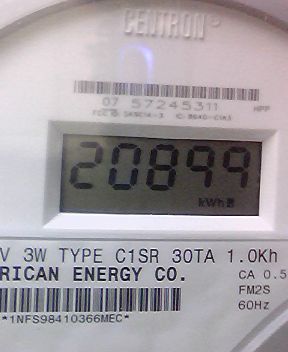 CENTRON®
07 57245311
20899
kWh
V 3W TYPE C1SR 30TA 1.0Kh
RICAN ENERGY CO.
CA 0.5
FM2S
60Hz
*1NFS98410366MEC*